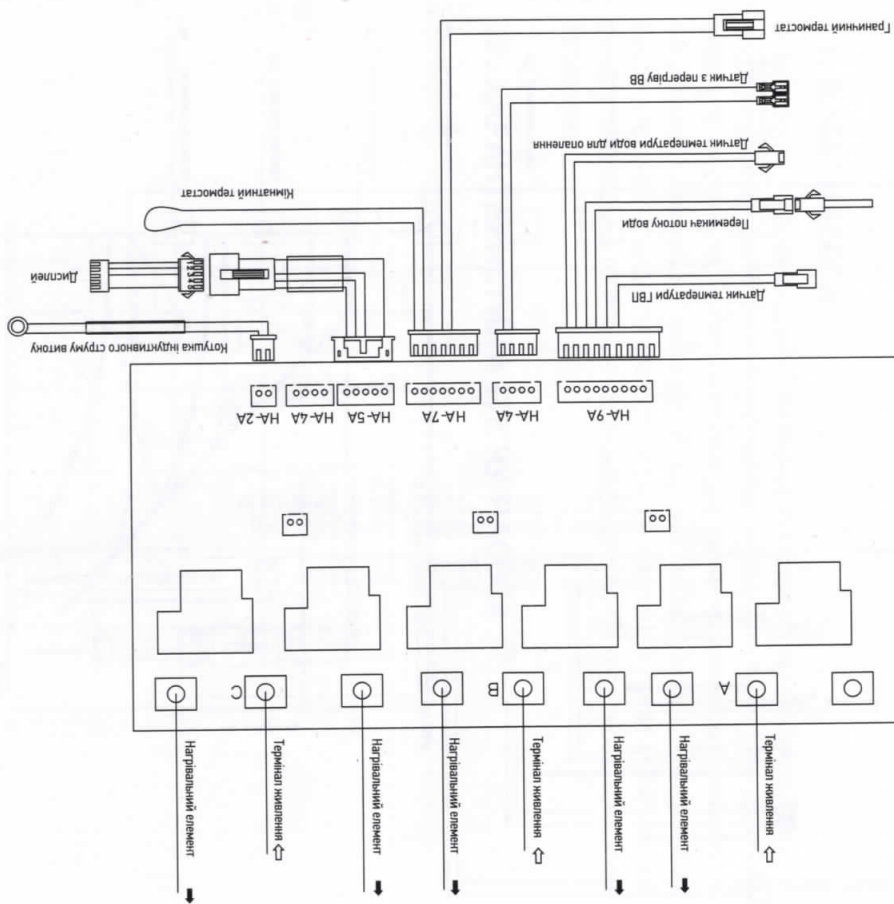 Термінал живлення
Нагрівальний елемент
Нагрівальний елемент
Термінал живлення
Нагрівальний елемент
Нагрівальний елемент
Термінал живлення
Нагрівальний елемент
A
B
C
HA-9A
HA-4A
HA-7A
HA-5A
HA-4A
HA-2A
Котушка індуктивного струму витоку
Дисплей
Кімнатний термостат
Датчик температури ГВП
Перемикач потоку води
Датчик температури для води опалення
Датчик з перегріву ВВ
Граничний термостат